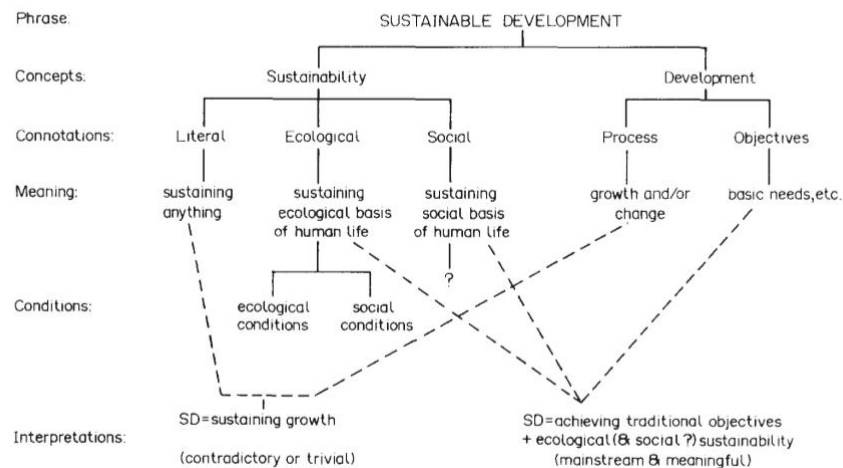 Phrase: SUSTAINABLE DEVELOPMENT
Concepts: Sustainability Development
Connotations: Literal Ecological Social Process Objectives
Meaning: sustaining sustaining sustaining growth and/or basic needs, etc.
anything ecological basis social basis change
of human life of human life
?
Conditions: ecological social
conditions conditions
SD=sustaining growth SD=achieving traditional objectives
Interpretations: + ecological(& social ?) sustainability
(contradictory or trivial) (mainstream & meaningful)